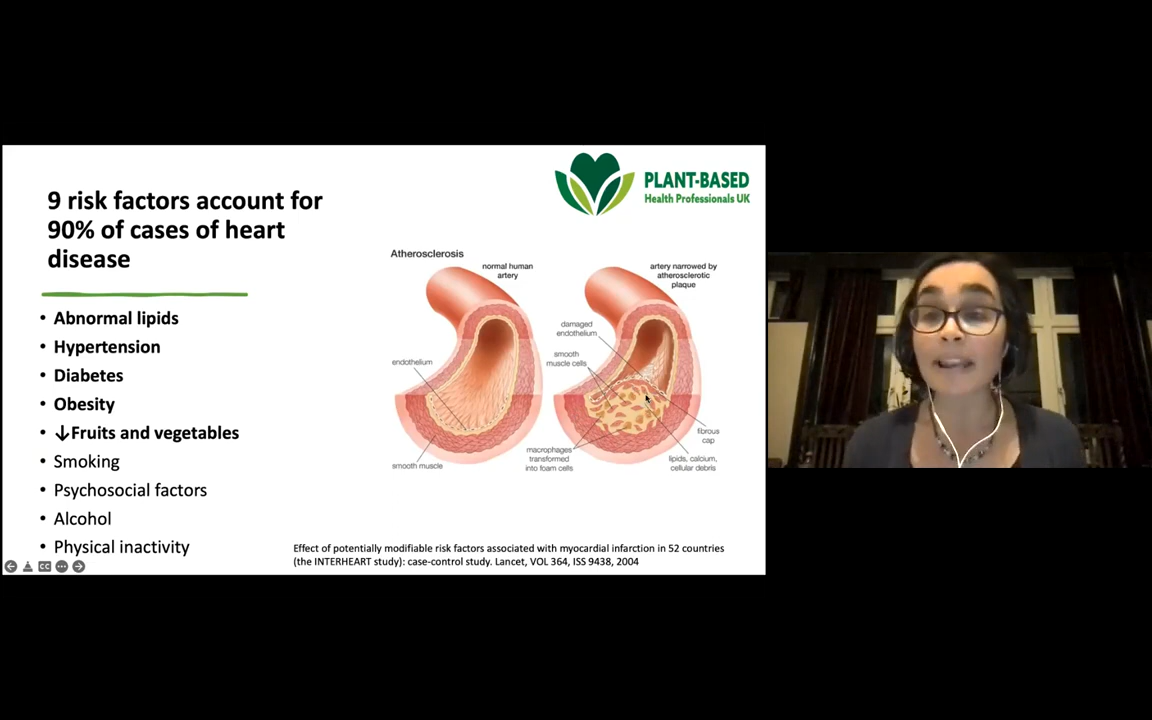 9 risk factors account for
90% of cases of heart
disease
• Abnormal lipids
• Hypertension
• Diabetes
• Obesity
• ↓Fruits and vegetables
• Smoking
• Psychosocial factors
• Alcohol
• Physical inactivity
PLANT-BASED
Health Professionals UK
Atherosclerosis
normal human
artery
endothelium
smooth muscle
artery narrowed by
atherosclerotic
plaque
damaged
endothelium
smooth
muscle cells
macrophages
transformed
into foam cells
fibrous
cap
lipids, calcium,
cellular debris
Effect of potentially modifiable risk factors associated with myocardial infarction in 52 countries
(the INTERHEART study): case-control study. Lancet, VOL 364, ISS 9438, 2004
CC